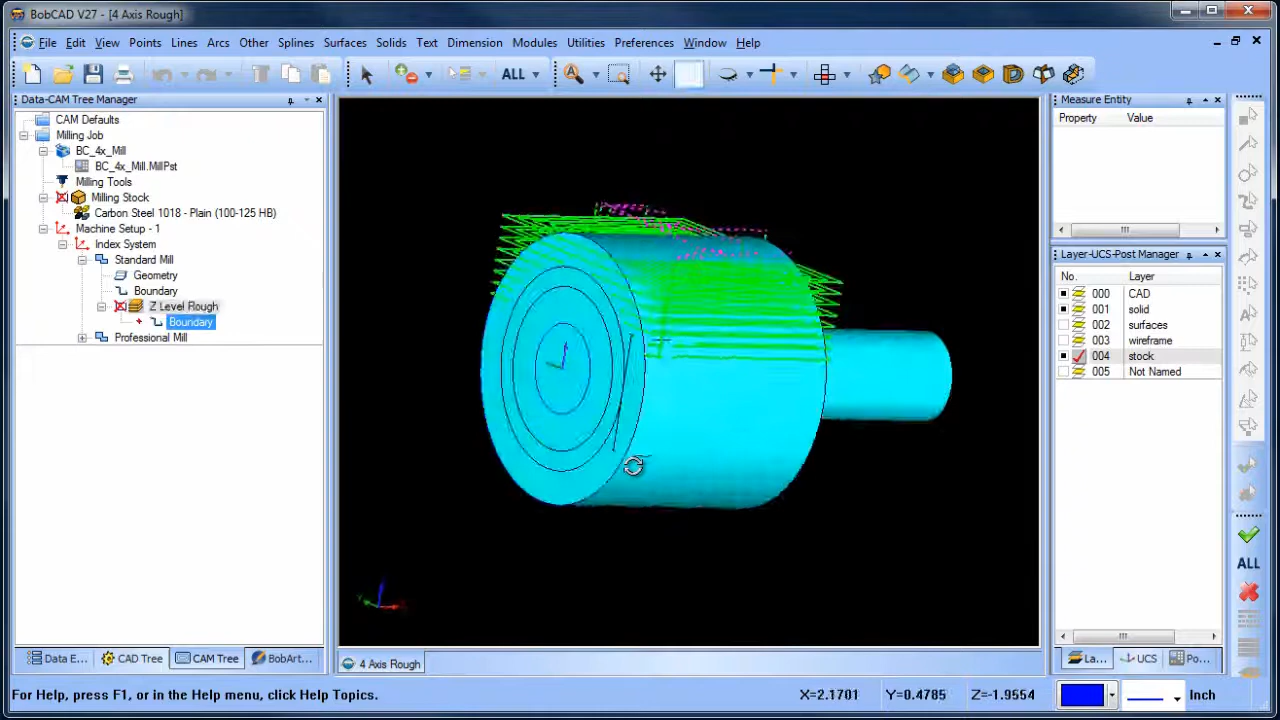 BobCAD V27 - [4 Axis Rough]
File Edit View Points Lines Arcs Other Splines Surfaces Solids Text Dimension Modules Utilities Preferences Window Help
ALL
Data-CAM Tree Manager
CAM Defaults
Milling Job
BC_4x_Mill
BC_4x_Mill.MillPst
Milling Tools
Milling Stock
Carbon Steel 1018 - Plain (100-125 HB)
Machine Setup - 1
Index System
Standard Mill
Geometry
Boundary
Z Level Rough
Boundary
Professional Mill
Data E... CAD Tree CAM Tree BobArt...
4 Axis Rough
Measure Entity
Property Value
Layer-UCS-Post Manager
No. Layer
000 CAD
001 solid
002 surfaces
003 wireframe
004 stock
005 Not Named
La... UCS Po...
ALL
For Help, press F1, or in the Help menu, click Help Topics.
X=2.1701 Y=0.4785 Z=-1.9554 Inch